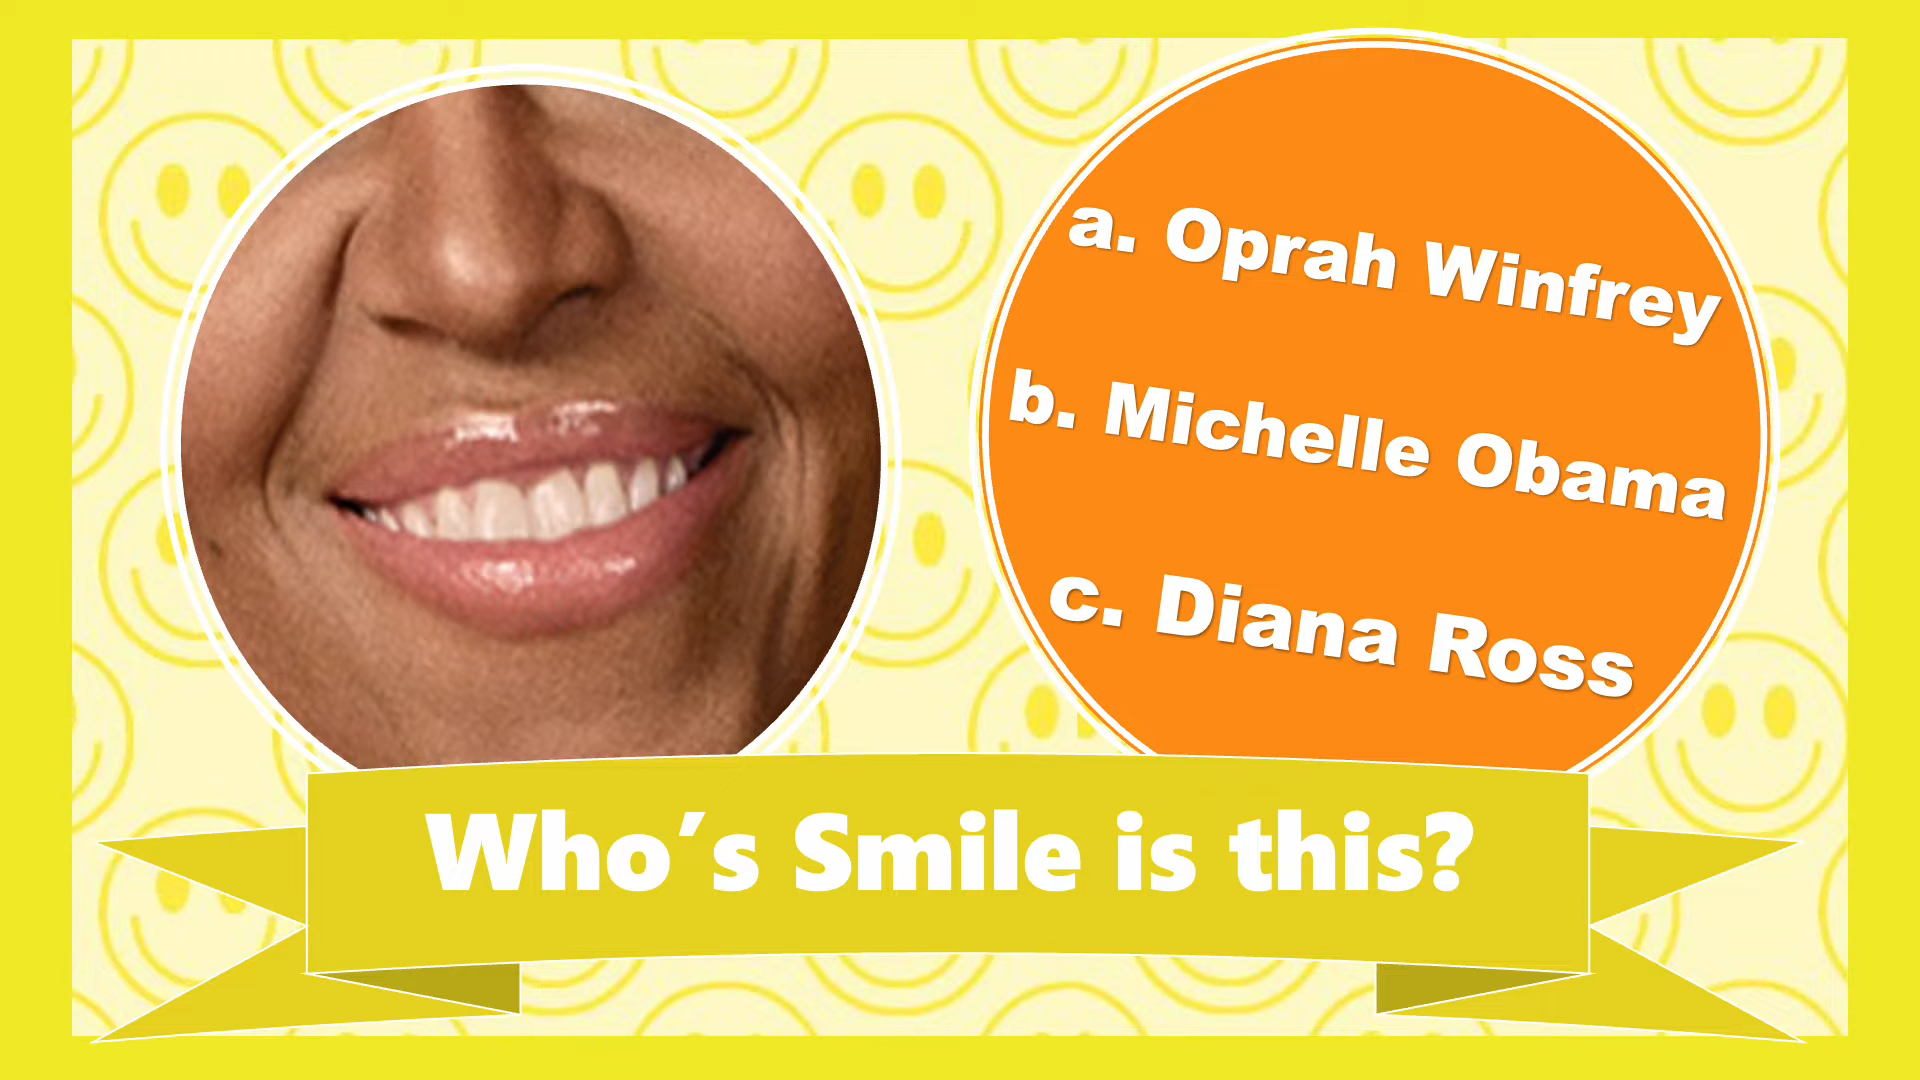 a. Oprah Winfrey
b. Michelle Obama
c. Diana Ross
Who's Smile is this?